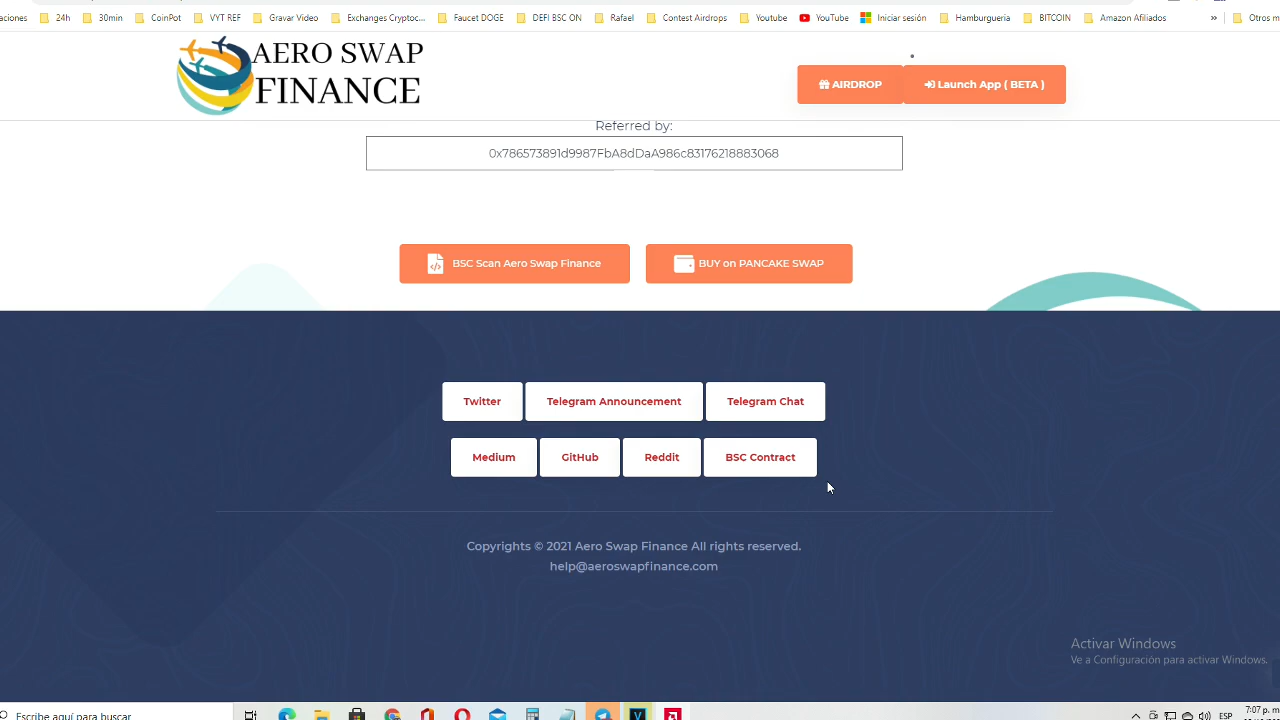 ciones 24h 30min CoinPot VYT REF Gravar Video Exchanges Cryptoc... Faucet DOGE DEFI BSC ON Rafael Contest Airdrops Youtube YouTube Iniciar sesión Hamburgueria BITCOIN Amazon Afiliados » Otros m
AERO SWAP
FINANCE
AIRDROP Launch App ( BETA )
Referred by:
0x786573891d9987FbA8dDaA986c83176218883068
BSC Scan Aero Swap Finance BUY on PANCAKE SWAP
Twitter Telegram Announcement Telegram Chat
Medium GitHub Reddit BSC Contract
Copyrights © 2021 Aero Swap Finance All rights reserved.
help@aeroswapfinance.com
Activar Windows
Ve a Configuración para activar Windows.
Escribe aquí para buscar ESP 7:07 p. m.